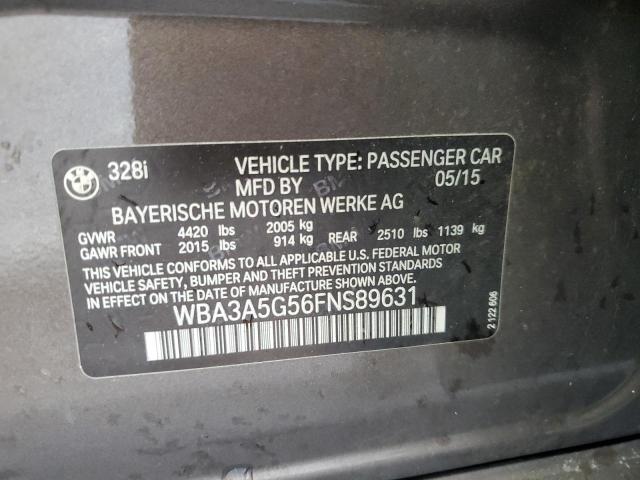 328i VEHICLE TYPE: PASSENGER CAR
MFD BY 05/15
BAYERISCHE MOTOREN WERKE AG
GVWR 4420 lbs 2005 kg
GAWR FRONT 2015 lbs 914 kg REAR 2510 lbs 1139 kg
THIS VEHICLE CONFORMS TO ALL APPLICABLE U.S. FEDERAL MOTOR
VEHICLE SAFETY, BUMPER AND THEFT PREVENTION STANDARDS
IN EFFECT ON THE DATE OF MANUFACTURE SHOWN ABOVE.
WBA3A5G56FNS89631
2 122 606